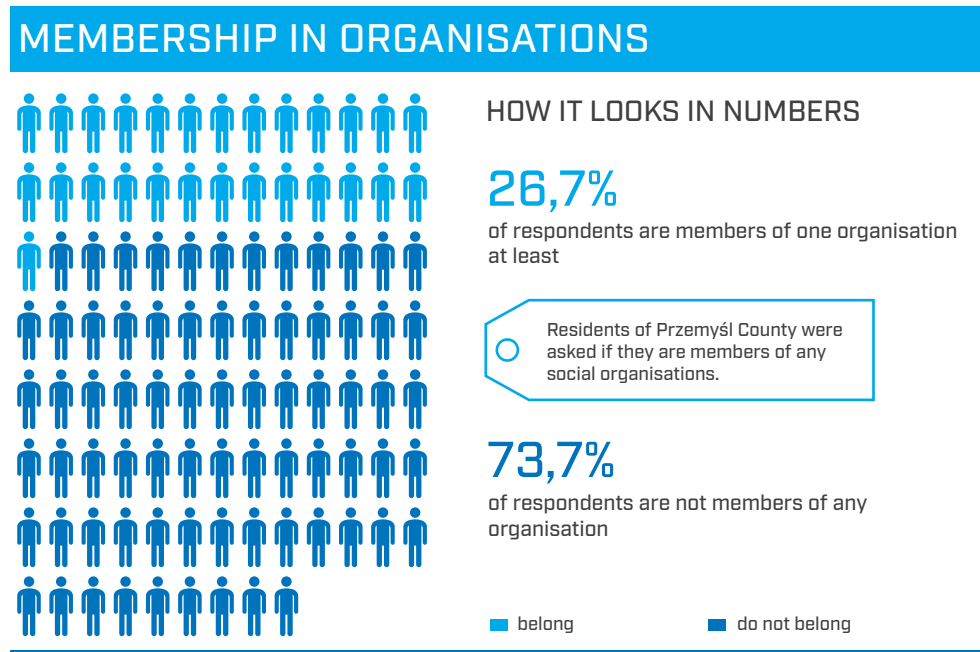 MEMBERSHIP IN ORGANISATIONS
HOW IT LOOKS IN NUMBERS
26,7%
of respondents are members of one organisation
at least
Residents of Przemyśl County were
asked if they are members of any
social organisations.
73,7%
of respondents are not members of any
organisation
belong
do not belong